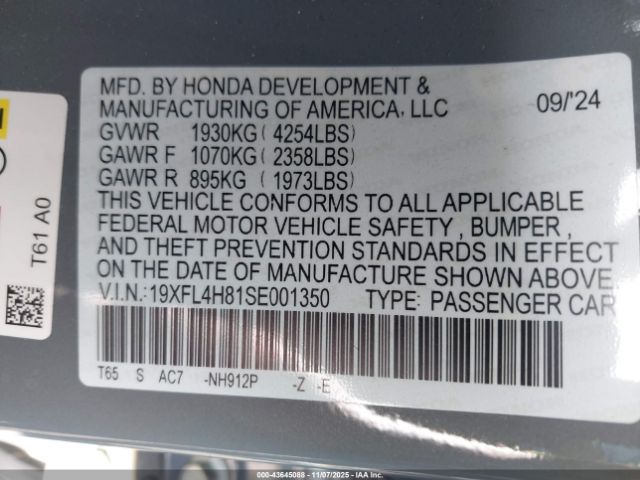 MFD. BY HONDA DEVELOPMENT &
MANUFACTURING OF AMERICA, LLC 09/'24
GVWR 1930KG ( 4254LBS)
GAWR F 1070KG ( 2358LBS)
GAWR R 895KG ( 1973LBS)
THIS VEHICLE CONFORMS TO ALL APPLICABLE
FEDERAL MOTOR VEHICLE SAFETY , BUMPER ,
AND THEFT PREVENTION STANDARDS IN EFFECT
ON THE DATE OF MANUFACTURE SHOWN ABOVE.
V.I.N.:19XFL4H81SE001350 TYPE: PASSENGER CAR
T65 S AC7 -NH912P -Z -E
T61 A0
000-43645088 - 11/07/2025 - IAAI.COM